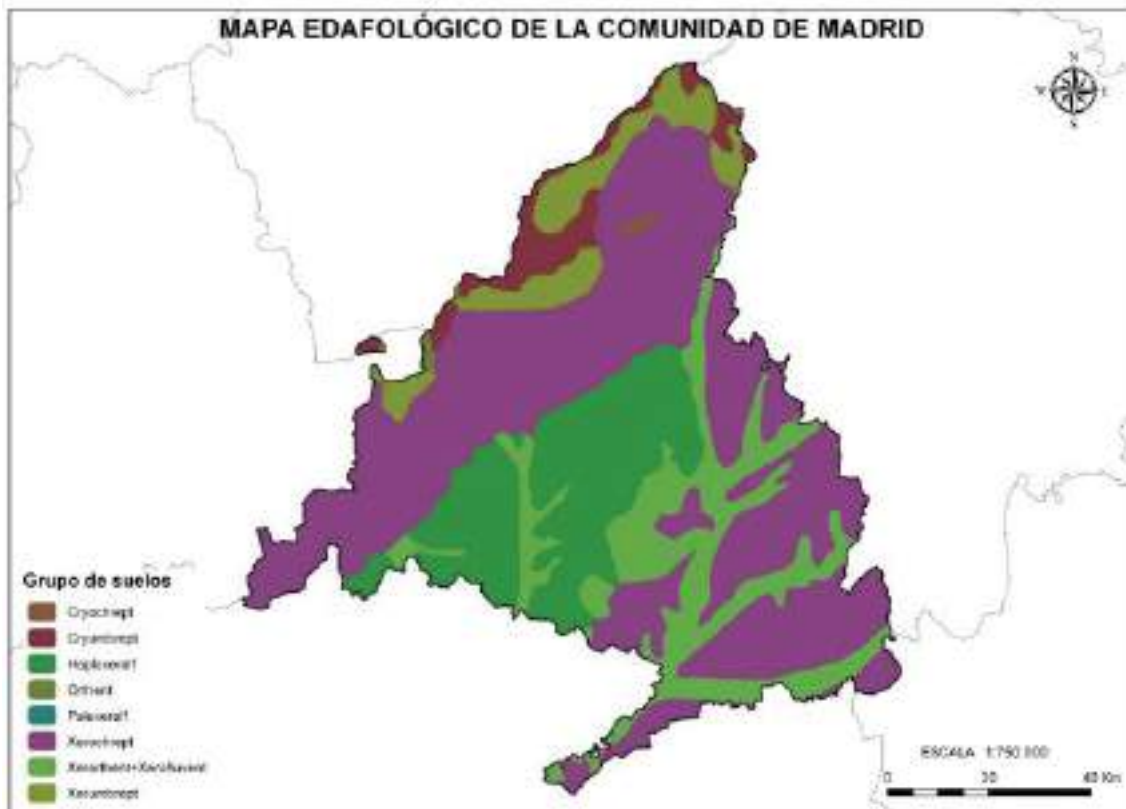 MAPA EDAFOLÓGICO DE LA COMUNIDAD DE MADRID
N
W E
S
Grupo de suelos
Cryochrept
Cryumbrept
Haploxeralf
Orthent
Palexeralf
Xerochrept
Xerorthent+Xerofluvent
Xerumbrept
ESCALA 1:750.000
0 40 Km